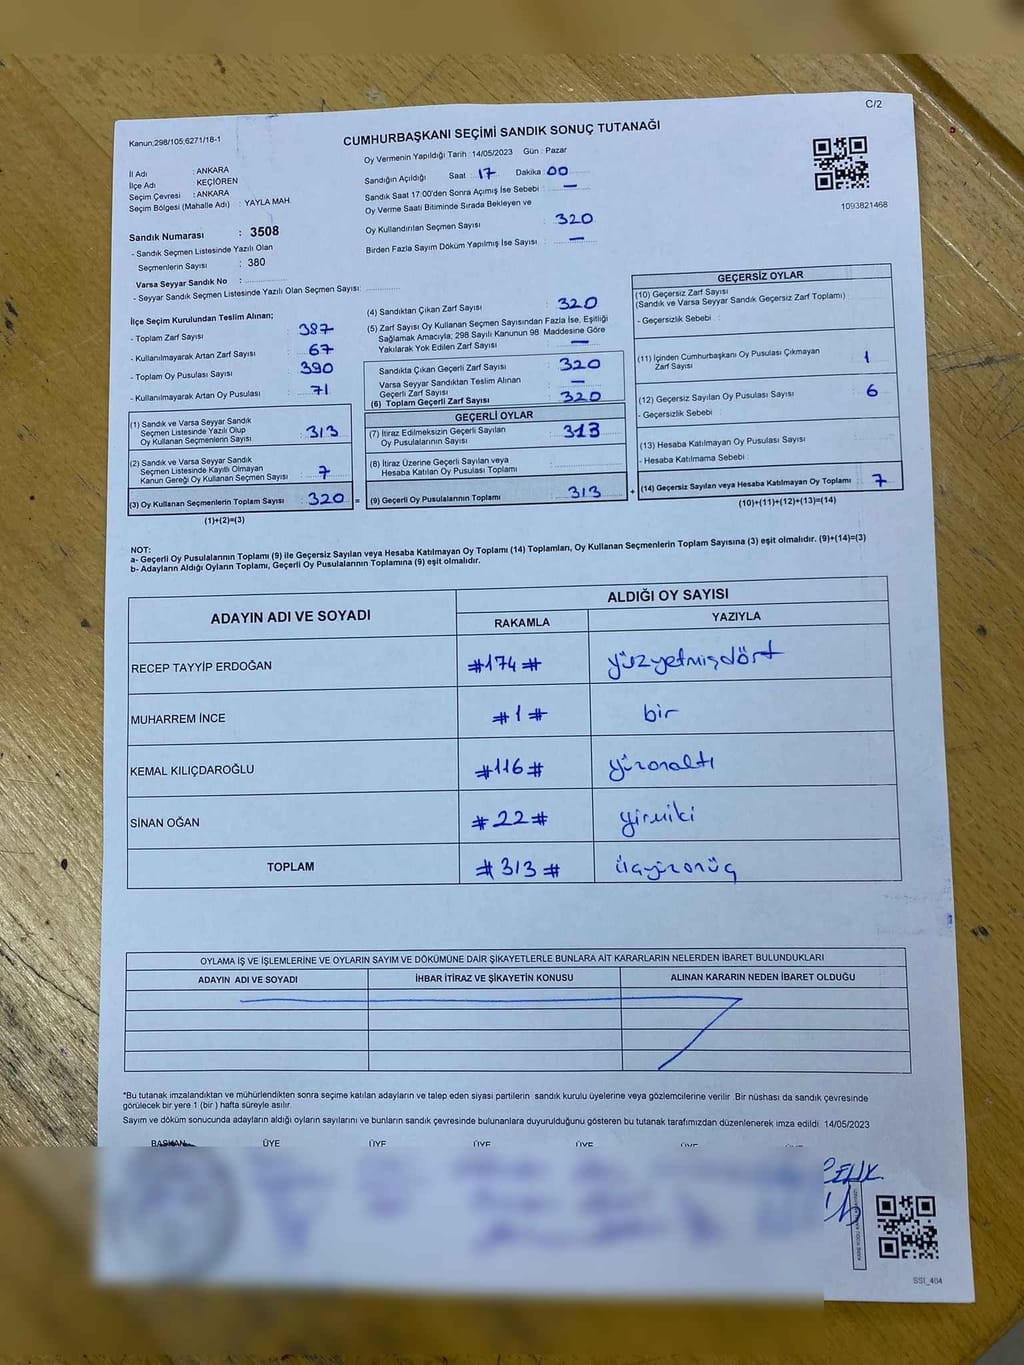 C/2
Kanun,298/105,6271/18-1
CUMHURBAŞKANI SEÇİMİ SANDIK SONUÇ TUTANAĞI
Oy Vermenin Yapıldığı Tarih : 14/05/2023 Gün : Pazar
İl Adı : ANKARA
İlçe Adı : KEÇİÖREN
Seçim Çevresi : ANKARA
Seçim Bölgesi (Mahalle Adı) : YAYLA MAH.
Sandığın Açıldığı Saat : 17 Dakika : 00
Sandık Saat 17:00'den Sonra Açımış İse Sebebi : —
Oy Verme Saati Bitiminde Sırada Bekleyen ve
Oy Kullandırılan Seçmen Sayısı : 320
Birden Fazla Sayım Döküm Yapılmış İse Sayısı : —
1093821468
Sandık Numarası : 3508
- Sandık Seçmen Listesinde Yazılı Olan
Seçmenlerin Sayısı : 380
Varsa Seyyar Sandık No :
- Seyyar Sandık Seçmen Listesinde Yazılı Olan Seçmen Sayısı:
İlçe Seçim Kurulundan Teslim Alınan;
- Toplam Zarf Sayısı : 387
- Kullanılmayarak Artan Zarf Sayısı : 67
- Toplam Oy Pusulası Sayısı : 390
- Kullanılmayarak Artan Oy Pusulası : 71
(1) Sandık ve Varsa Seyyar Sandık
Seçmen Listesinde Yazılı Olup
Oy Kullanan Seçmenlerin Sayısı : 313
(2) Sandık ve Varsa Seyyar Sandık
Seçmen Listesinde Kayıtlı Olmayan
Kanun Gereği Oy Kullanan Seçmen Sayısı : 7
(3) Oy Kullanan Seçmenlerin Toplam Sayısı : 320
(1)+(2)=(3)
(4) Sandıktan Çıkan Zarf Sayısı : 320
(5) Zarf Sayısı Oy Kullanan Seçmen Sayısından Fazla İse, Eşitliği
Sağlamak Amacıyla; 298 Sayılı Kanunun 98 Maddesine Göre
Yakılarak Yok Edilen Zarf Sayısı : —
Sandıkta Çıkan Geçerli Zarf Sayısı : 320
Varsa Seyyar Sandıktan Teslim Alınan
Geçerli Zarf Sayısı : —
(6) Toplam Geçerli Zarf Sayısı : 320
GEÇERLİ OYLAR
(7) İtiraz Edilmeksizin Geçerli Sayılan
Oy Pusulalarının Sayısı : 313
(8) İtiraz Üzerine Geçerli Sayılan veya
Hesaba Katılan Oy Pusulası Toplamı :
= (9) Geçerli Oy Pusulalarının Toplamı : 313
GEÇERSİZ OYLAR
(10) Geçersiz Zarf Sayısı
(Sandık ve Varsa Seyyar Sandık Geçersiz Zarf Toplamı)
- Geçersizlik Sebebi :
(11) İçinden Cumhurbaşkanı Oy Pusulası Çıkmayan
Zarf Sayısı : 1
(12) Geçersiz Sayılan Oy Pusulası Sayısı : 6
- Geçersizlik Sebebi :
(13) Hesaba Katılmayan Oy Pusulası Sayısı :
- Hesaba Katılmama Sebebi :
+ (14) Geçersiz Sayılan veya Hesaba Katılmayan Oy Toplamı : 7
(10)+(11)+(12)+(13)=(14)
NOT:
a- Geçerli Oy Pusulalarının Toplamı (9) ile Geçersiz Sayılan veya Hesaba Katılmayan Oy Toplamı (14) Toplamları, Oy Kullanan Seçmenlerin Toplam Sayısına (3) eşit olmalıdır. (9)+(14)=(3)
b- Adayların Aldığı Oyların Toplamı, Geçerli Oy Pusulalarının Toplamına (9) eşit olmalıdır.
ADAYIN ADI VE SOYADI ALDIĞI OY SAYISI
RAKAMLA YAZIYLA
RECEP TAYYİP ERDOĞAN #174# yüzyetmişdört
MUHARREM İNCE #1# bir
KEMAL KILIÇDAROĞLU #116# yüzonaltı
SİNAN OĞAN #22# yirmiiki
TOPLAM #313# üçyüzonüç
OYLAMA İŞ VE İŞLEMLERİNE VE OYLARIN SAYIM VE DÖKÜMÜNE DAİR ŞİKAYETLERLE BUNLARA AİT KARARLARIN NELERDEN İBARET BULUNDUKLARI
ADAYIN ADI VE SOYADI İHBAR İTİRAZ VE ŞİKAYETİN KONUSU ALINAN KARARIN NEDEN İBARET OLDUĞU
*Bu tutanak imzalandıktan ve mühürlendikten sonra seçime katılan adayların ve talep eden siyasi partilerin sandık kurulu üyelerine veya gözlemcilerine verilir. Bir nüshası da sandık çevresinde
görülecek bir yere 1 (bir) hafta süreyle asılır.
Sayım ve döküm sonucunda adayların aldığı oyların sayılarını ve bunların sandık çevresinde bulunanlara duyurulduğunu gösteren bu tutanak tarafımızdan düzenlenerek imza edildi. 14/05/2023
BAŞKAN ÜYE ÜYE ÜYE ÜYE ÜYE ÜYE
SSI_404